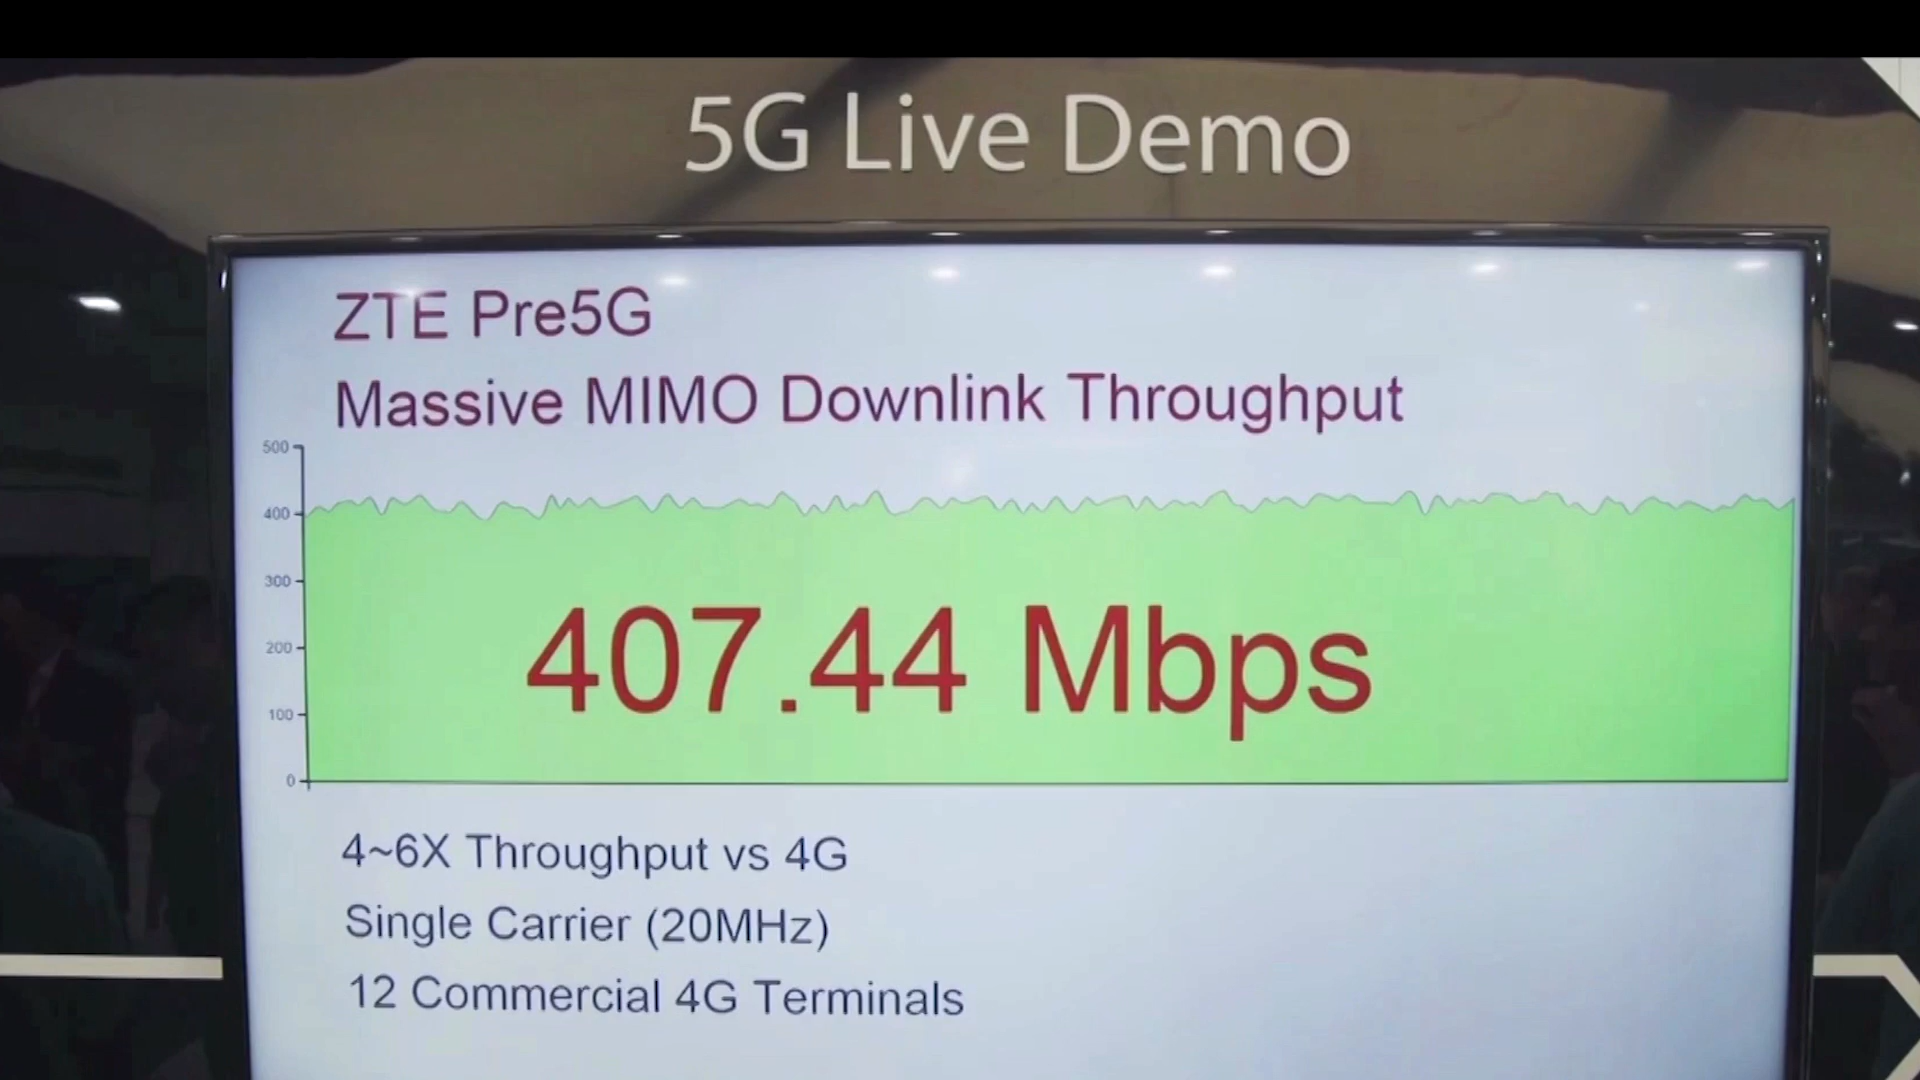 5G Live Demo
ZTE Pre5G
Massive MIMO Downlink Throughput
500
400
300
200
100
0
407.44 Mbps
4~6X Throughput vs 4G
Single Carrier (20MHz)
12 Commercial 4G Terminals